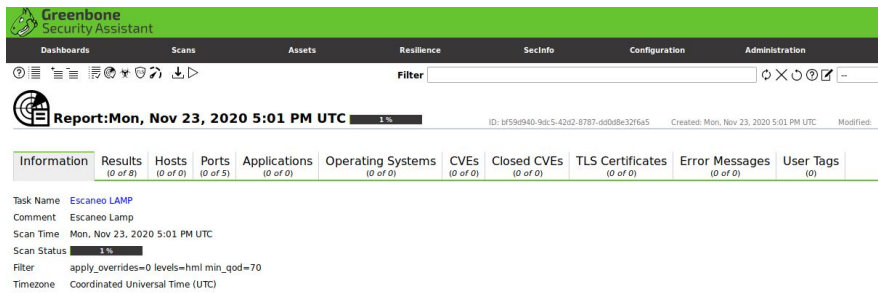 Greenbone
Security Assistant
Dashboards Scans Assets Resilience SecInfo Configuration Administration
Filter --
Report:Mon, Nov 23, 2020 5:01 PM UTC 1 % ID: bf59d940-9dc5-42d2-8787-dd0d8e32f6a5 Created: Mon, Nov 23, 2020 5:01 PM UTC Modified:
Information Results Hosts Ports Applications Operating Systems CVEs Closed CVEs TLS Certificates Error Messages User Tags
(0 of 8) (0 of 0) (0 of 5) (0 of 0) (0 of 0) (0 of 0) (0 of 0) (0 of 0) (0 of 0) (0)
Task Name Escaneo LAMP
Comment Escaneo Lamp
Scan Time Mon, Nov 23, 2020 5:01 PM UTC
Scan Status 1 %
Filter apply_overrides=0 levels=hml min_qod=70
Timezone Coordinated Universal Time (UTC)